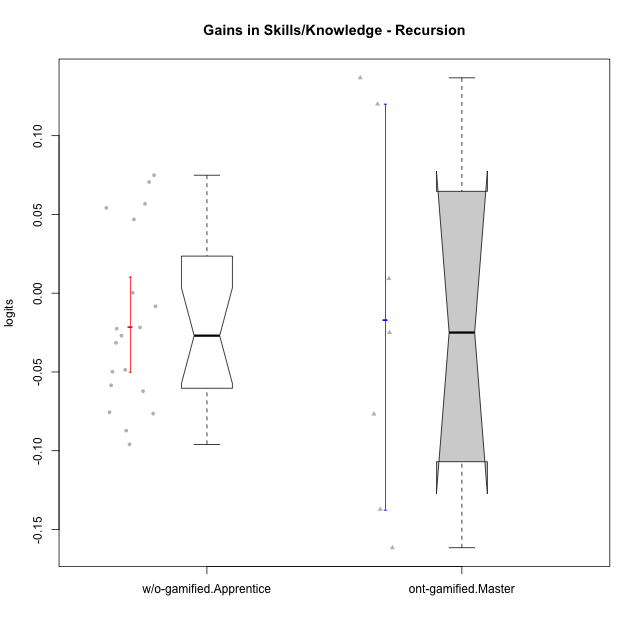 Gains in Skills/Knowledge - Recursion
logits
0.10
0.05
0.00
-0.05
-0.10
-0.15
w/o-gamified.Apprentice
ont-gamified.Master